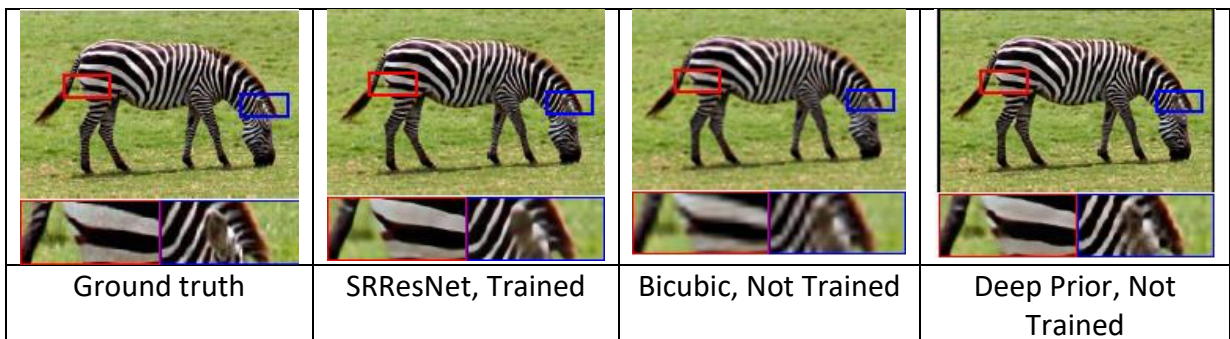 Ground truth
SRResNet, Trained
Bicubic, Not Trained
Deep Prior, Not
Trained